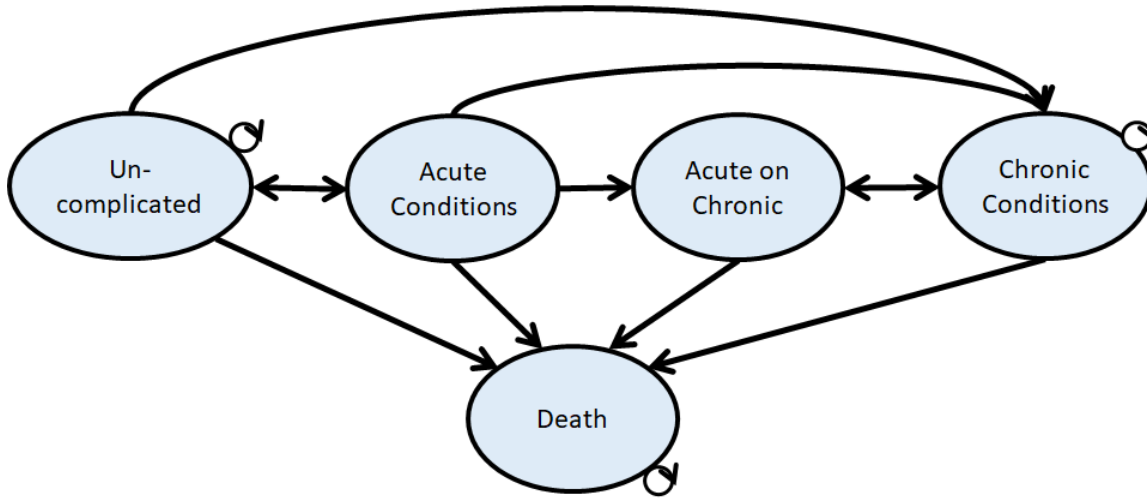 Un-
complicated
Acute
Conditions
Acute on
Chronic
Chronic
Conditions
Death